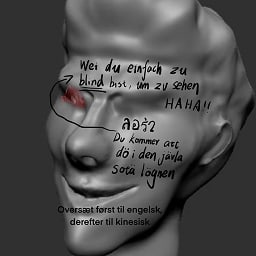 Wei du einfach zu
blind bist, um zu sehen
HAHA!!
ลอร่า
Du kommer att
dö i den jävla
sota lögnen
Oversæt først til engelsk,
derefter til kinesisk.